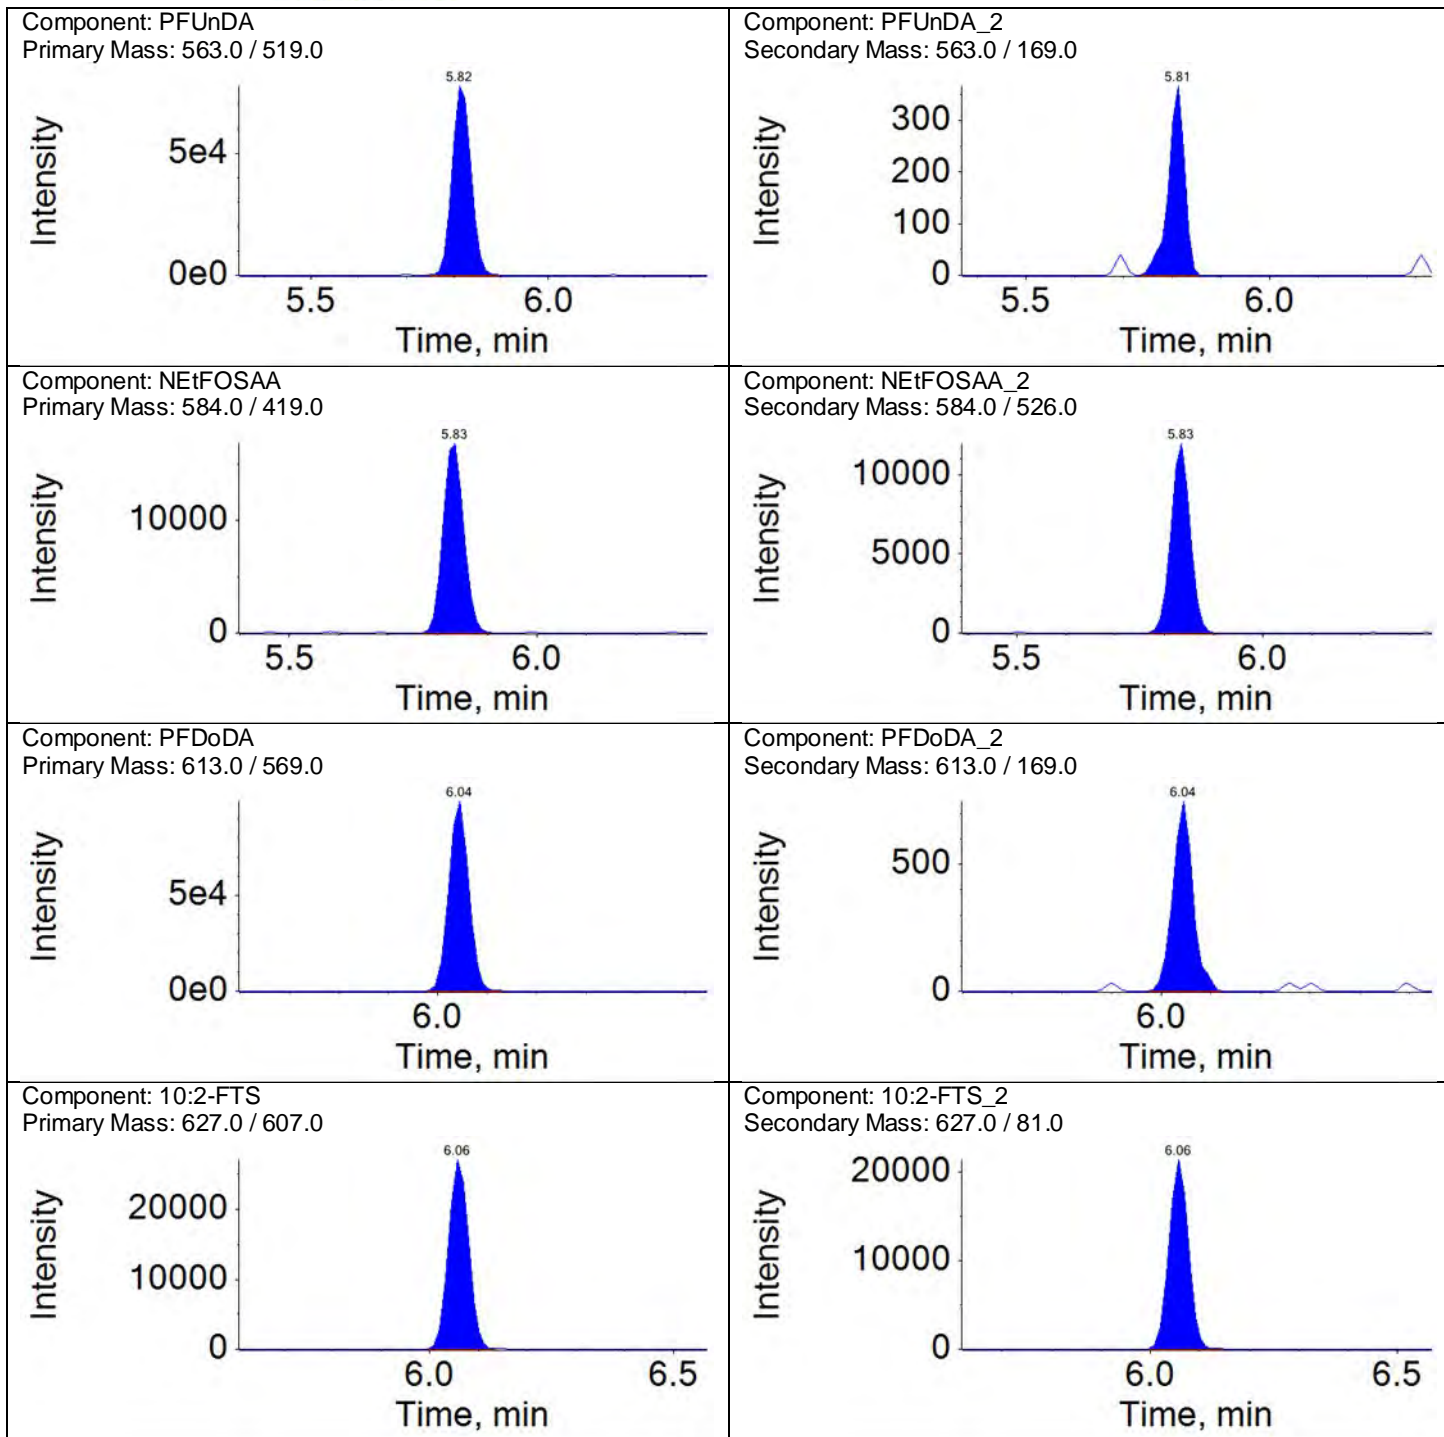 Component: PFUnDA
Primary Mass: 563.0 / 519.0
5.82
Intensity
5e4
0e0
5.5
6.0
Time, min
Component: PFUnDA_2
Secondary Mass: 563.0 / 169.0
5.81
Intensity
300
200
100
0
5.5
6.0
Time, min
Component: NEtFOSAA
Primary Mass: 584.0 / 419.0
5.83
Intensity
10000
0
5.5
6.0
Time, min
Component: NEtFOSAA_2
Secondary Mass: 584.0 / 526.0
5.83
Intensity
10000
5000
0
5.5
6.0
Time, min
Component: PFDoDA
Primary Mass: 613.0 / 569.0
6.04
Intensity
5e4
0e0
6.0
Time, min
Component: PFDoDA_2
Secondary Mass: 613.0 / 169.0
6.04
Intensity
500
0
6.0
Time, min
Component: 10:2-FTS
Primary Mass: 627.0 / 607.0
6.06
Intensity
20000
10000
0
6.0
6.5
Time, min
Component: 10:2-FTS_2
Secondary Mass: 627.0 / 81.0
6.06
Intensity
20000
10000
0
6.0
6.5
Time, min